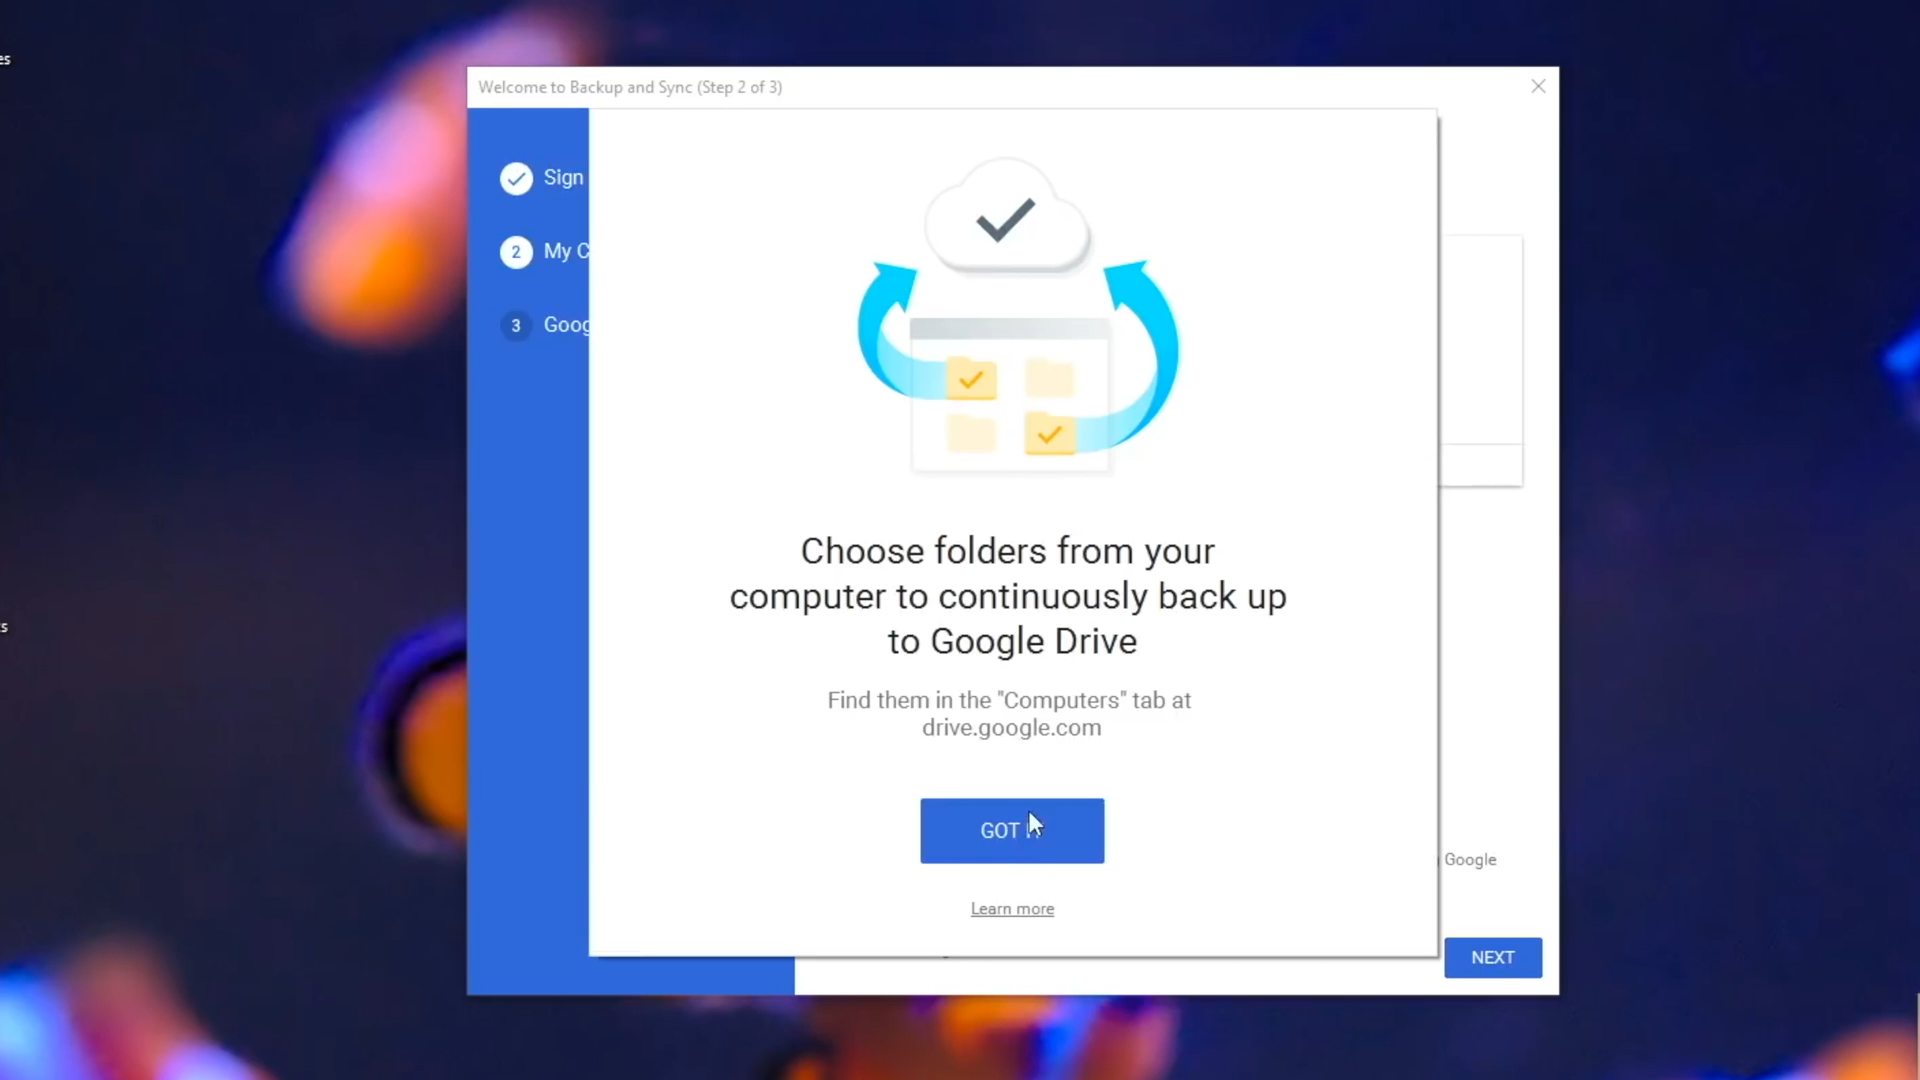 es
Welcome to Backup and Sync (Step 2 of 3)
Sign
2 My C
3 Goog
Choose folders from your
computer to continuously back up
to Google Drive
Find them in the "Computers" tab at
drive.google.com
GOT
Google
Learn more
NEXT
s